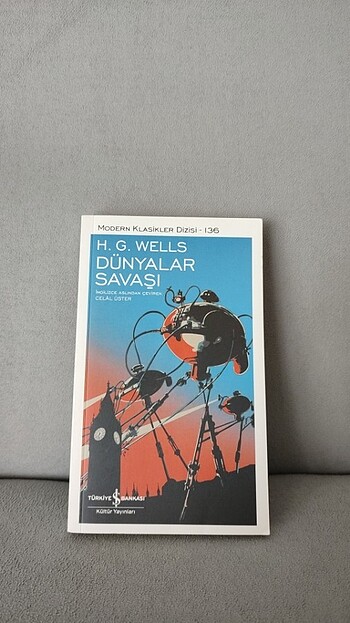 MODERN KLASİKLER DİZİSİ - 136
H. G. WELLS
DÜNYALAR
SAVAŞI
İNGİLİZCE ASLINDAN ÇEVİREN:
CELÂL ÜSTER
TÜRKİYE İŞ BANKASI
Kültür Yayınları